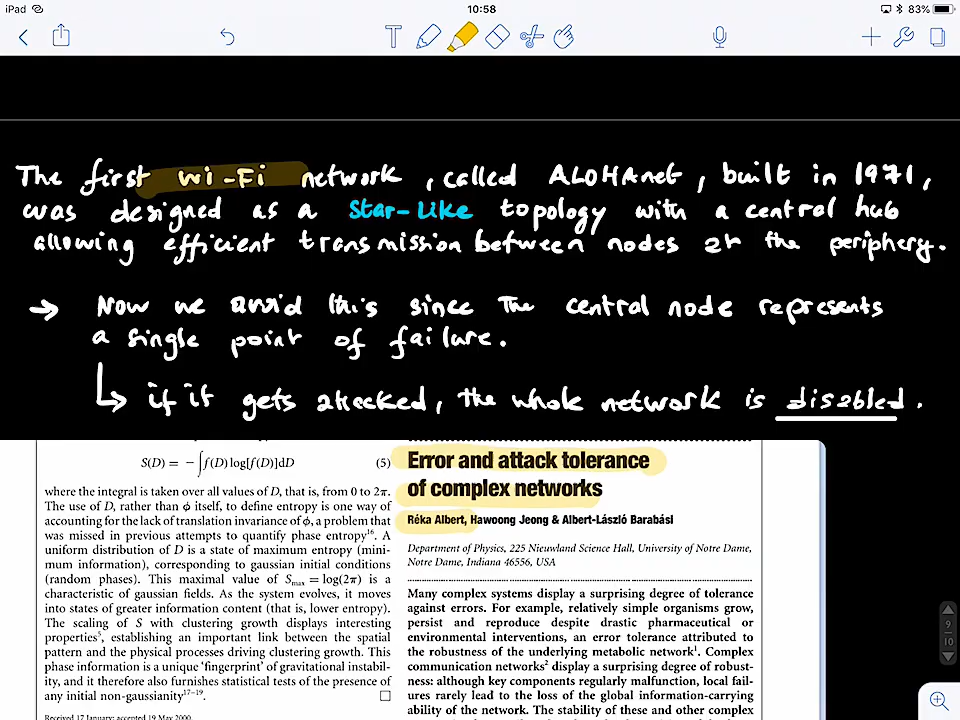 iPad
10:58
83%
The first Wi-Fi network, called ALOHAnet, built in 1971,
was designed as a Star-Like topology with a central hub
allowing efficient transmission between nodes at the periphery.
→ Now we avoid this since the central node represents
a single point of failure.
↳ if it gets attacked, the whole network is disabled.
S(D) = − ∫ f(D) log[f(D)]dD (5)
where the integral is taken over all values of D, that is, from 0 to 2π.
The use of D, rather than ϕ itself, to define entropy is one way of
accounting for the lack of translation invariance of ϕ, a problem that
was missed in previous attempts to quantify phase entropy¹⁶. A
uniform distribution of D is a state of maximum entropy (mini-
mum information), corresponding to gaussian initial conditions
(random phases). This maximal value of Smax = log(2π) is a
characteristic of gaussian fields. As the system evolves, it moves
into states of greater information content (that is, lower entropy).
The scaling of S with clustering growth displays interesting
properties⁵, establishing an important link between the spatial
pattern and the physical processes driving clustering growth. This
phase information is a unique 'fingerprint' of gravitational instabil-
ity, and it therefore also furnishes statistical tests of the presence of
any initial non-gaussianity¹⁷⁻¹⁹. □
Received 17 January; accepted 19 May 2000.
Error and attack tolerance
of complex networks
Réka Albert, Hawoong Jeong & Albert-László Barabási
Department of Physics, 225 Nieuwland Science Hall, University of Notre Dame,
Notre Dame, Indiana 46556, USA
Many complex systems display a surprising degree of tolerance
against errors. For example, relatively simple organisms grow,
persist and reproduce despite drastic pharmaceutical or
environmental interventions, an error tolerance attributed to
the robustness of the underlying metabolic network¹. Complex
communication networks² display a surprising degree of robust-
ness: although key components regularly malfunction, local fail-
ures rarely lead to the loss of the global information-carrying
ability of the network. The stability of these and other complex
9
10